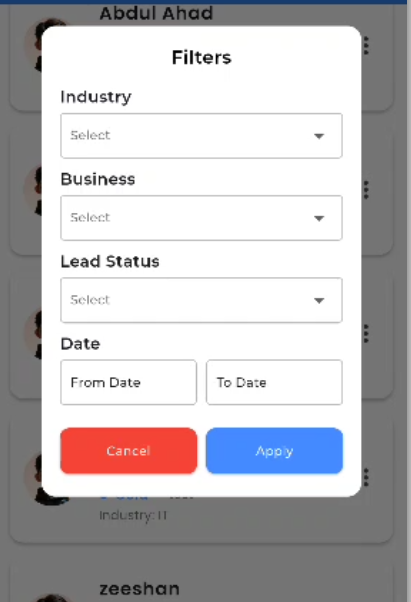 Abdul Ahad
Filters
Industry
Select
Business
Select
Lead Status
Select
Date
From Date
To Date
Cancel
Apply
Industry: IT
zeeshan